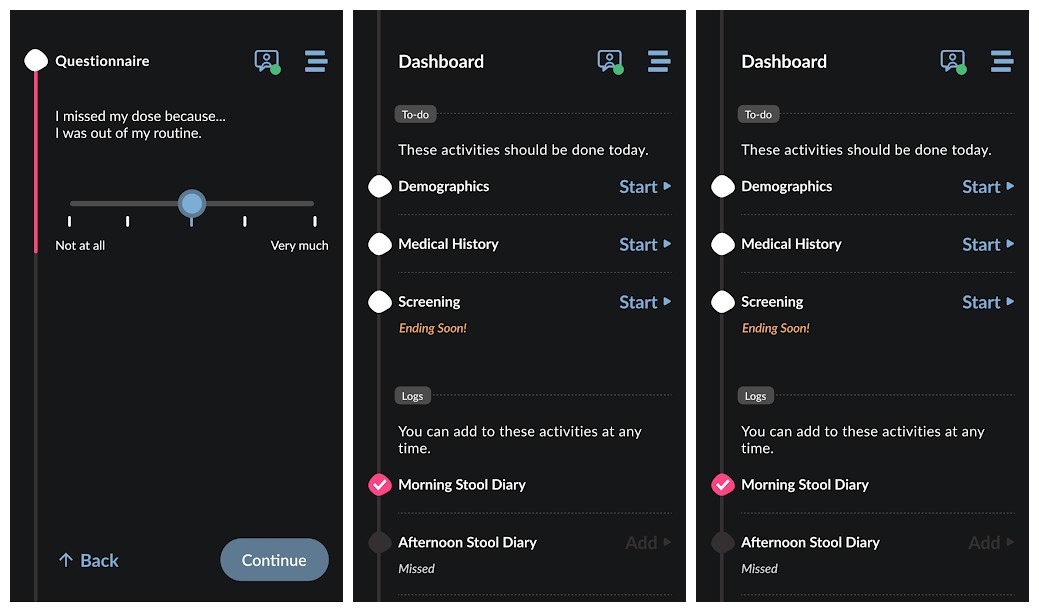 Questionnaire
I missed my dose because...
I was out of my routine.
Not at all
Very much
Back
Continue
Dashboard
To-do
These activities should be done today.
Demographics
Start
Medical History
Start
Screening
Start
Ending Soon!
Logs
You can add to these activities at any
time.
Morning Stool Diary
Afternoon Stool Diary
Add
Missed
Dashboard
To-do
These activities should be done today.
Demographics
Start
Medical History
Start
Screening
Start
Ending Soon!
Logs
You can add to these activities at any
time.
Morning Stool Diary
Afternoon Stool Diary
Add
Missed